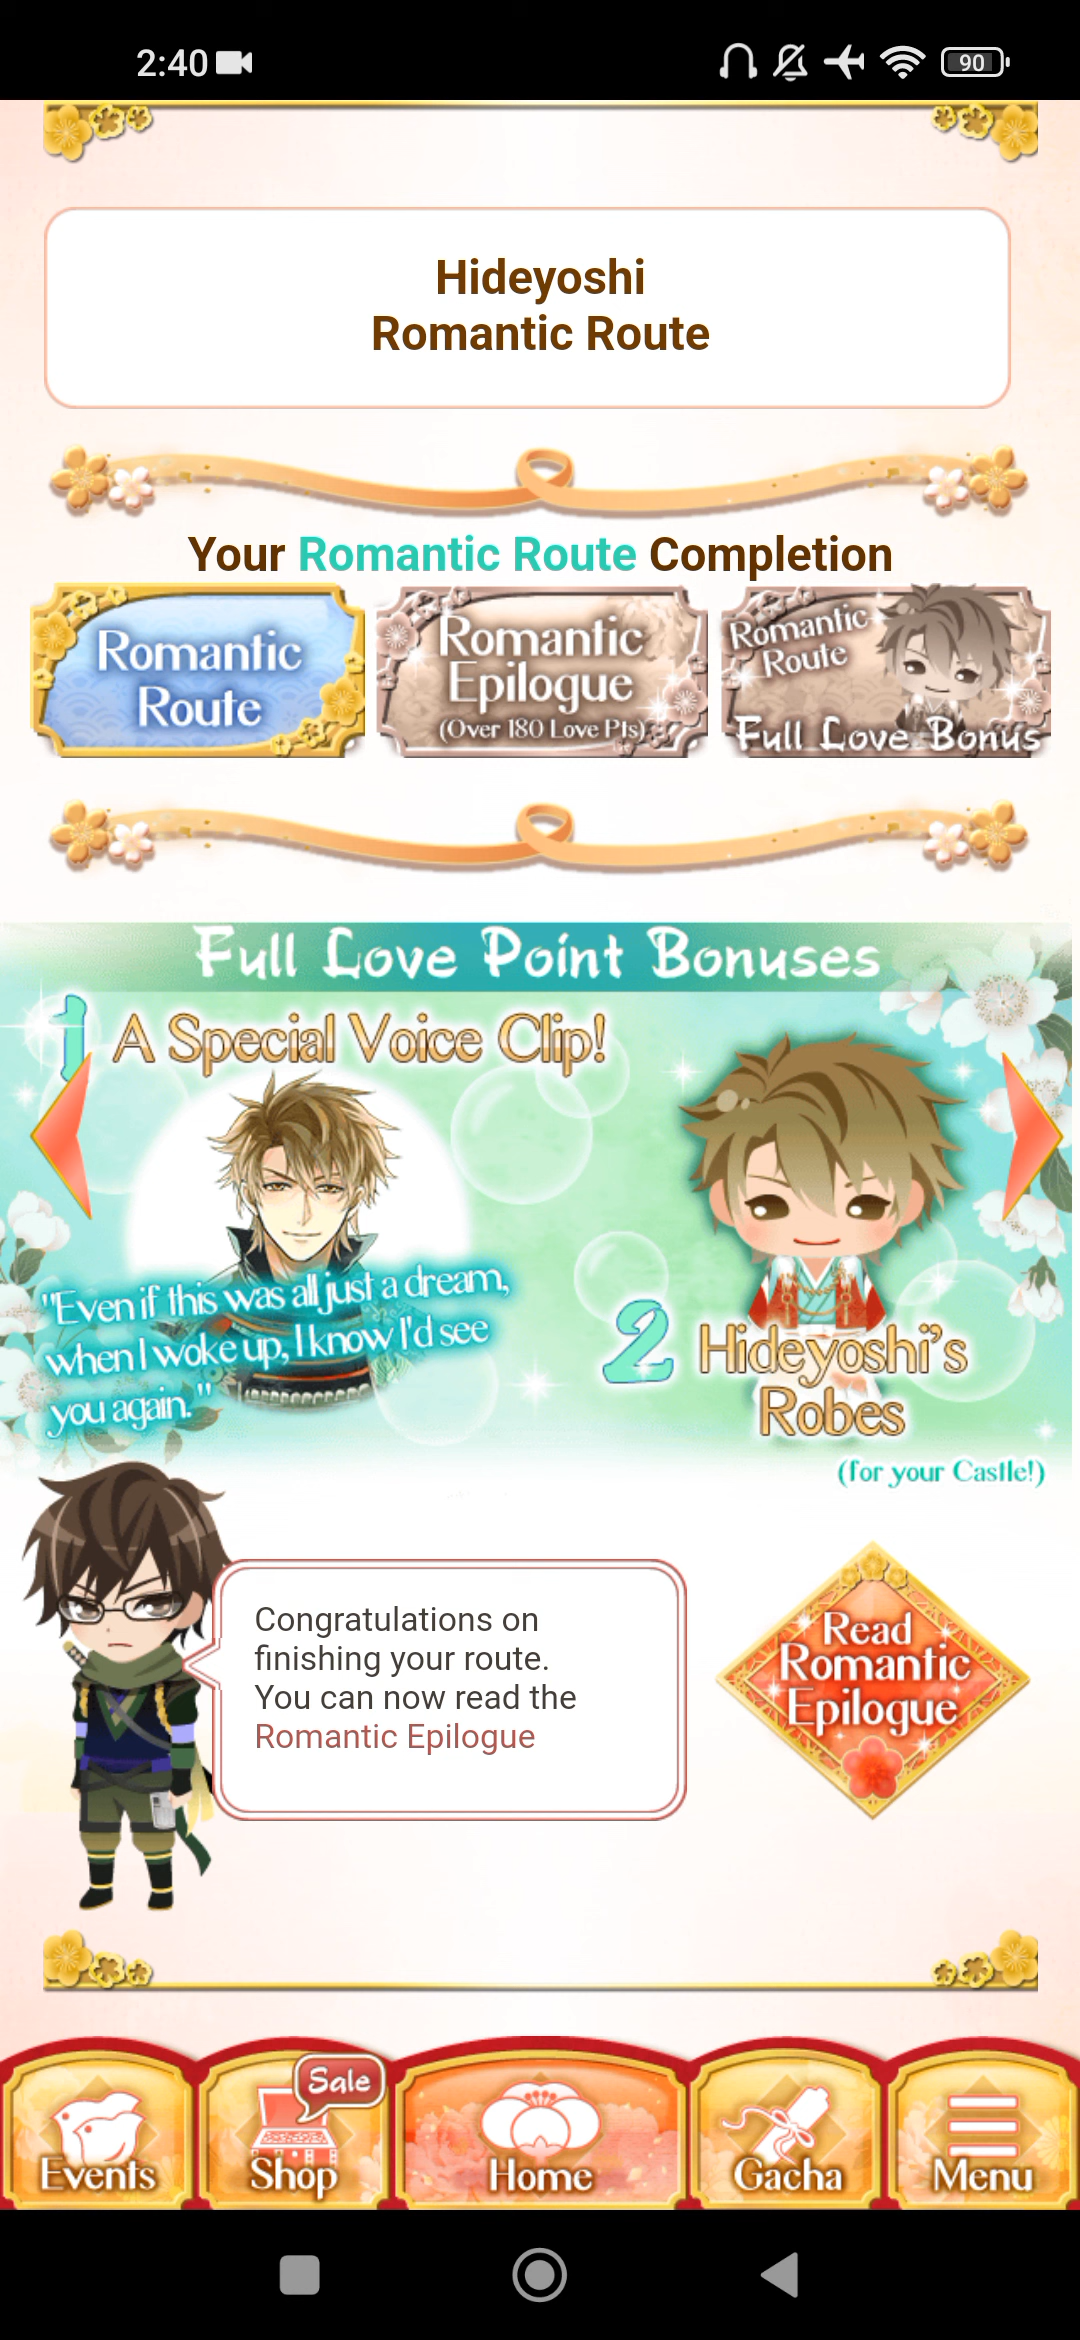 2:40
90
Hideyoshi
Romantic Route
Your Romantic Route Completion
Romantic
Route
Romantic
Epilogue
(Over 180 Love Pts)
Romantic
Route
Full Love Bonus
Full Love Point Bonuses
1 A Special Voice Clip!
"Even if this was all just a dream,
when I woke up, I know I'd see
you again."
2 Hideyoshi's
Robes
(for your Castle!)
Congratulations on
finishing your route.
You can now read the
Romantic Epilogue
Read
Romantic
Epilogue
Sale
Events
Shop
Home
Gacha
Menu